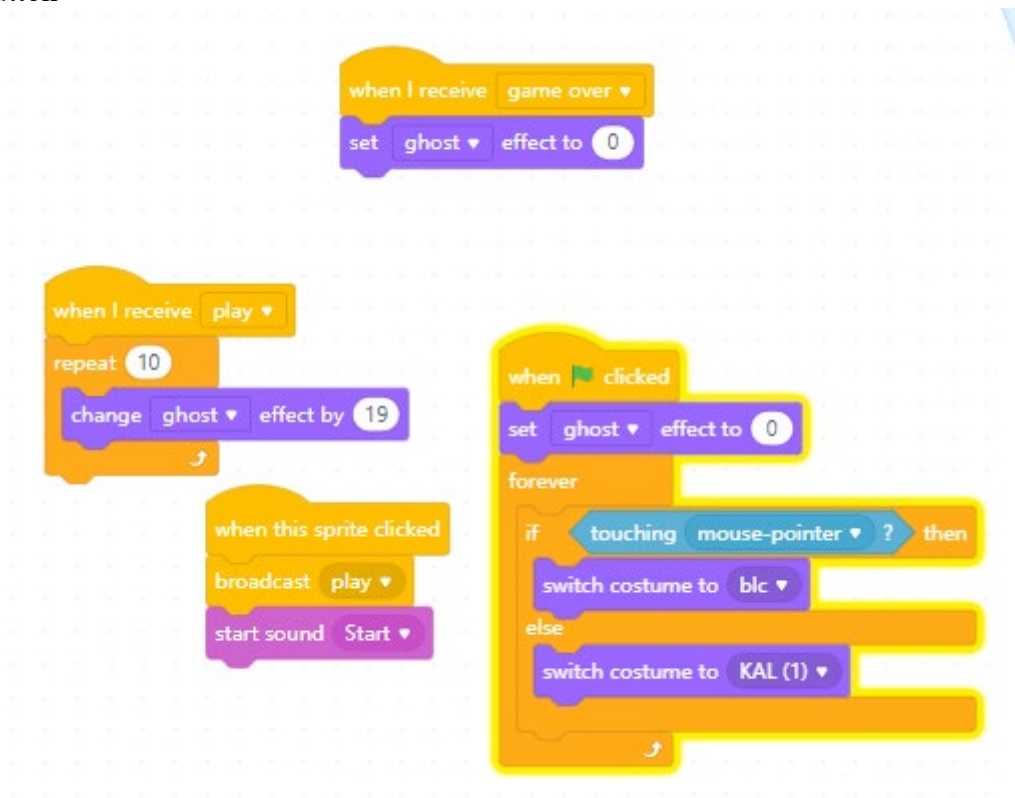 when I receive game over
set ghost effect to 0
when I receive play
repeat 10
change ghost effect by 19
when this sprite clicked
broadcast play
start sound Start
when clicked
set ghost effect to 0
forever
if touching mouse-pointer ? then
switch costume to blc
else
switch costume to KAL (1)